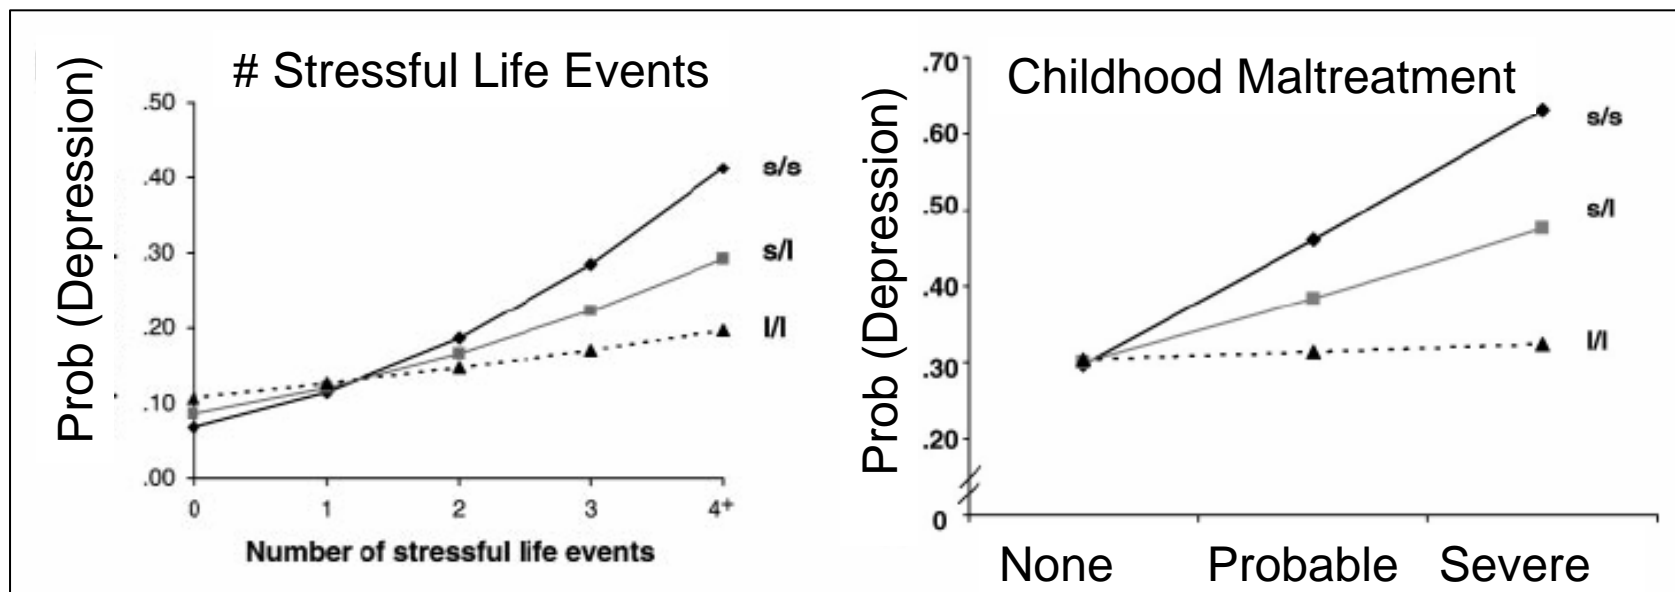 # Stressful Life Events
Prob (Depression)
.50
.40
.30
.20
.10
.00
0 1 2 3 4+
Number of stressful life events
s/s
s/l
l/l
Childhood Maltreatment
Prob (Depression)
.70
.60
.50
.40
.30
.20
0
None Probable Severe
s/s
s/l
l/l